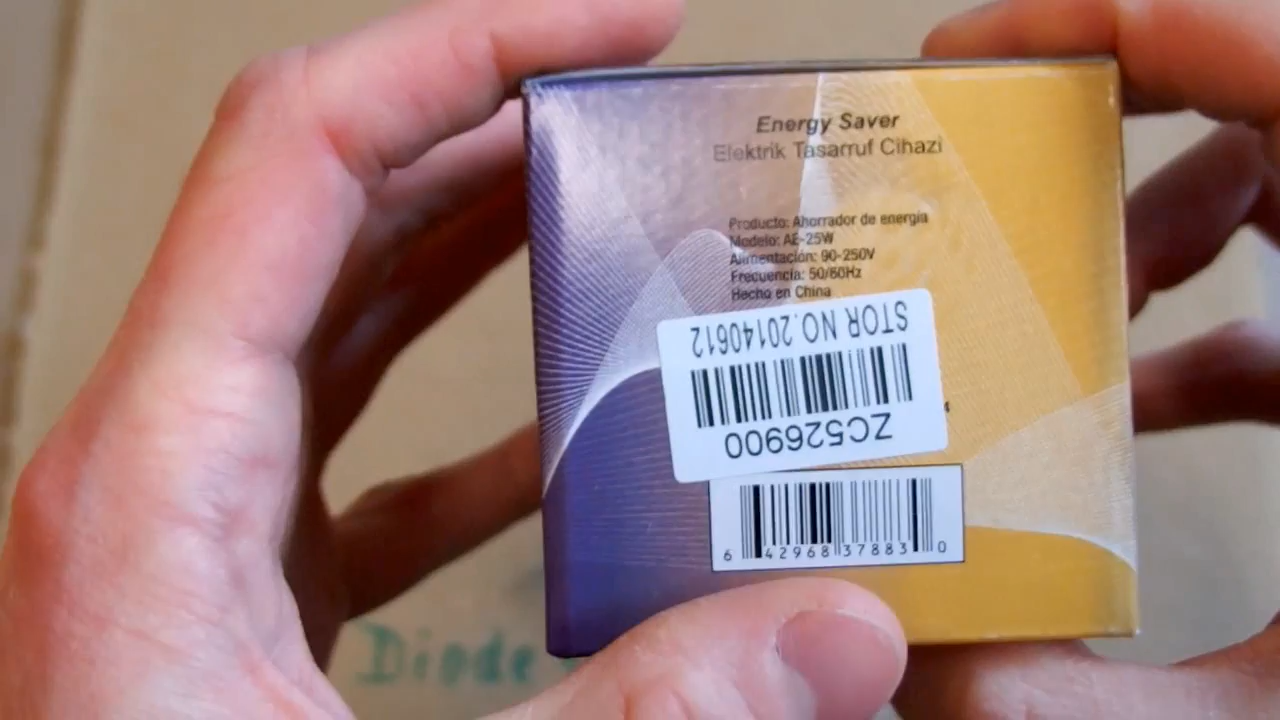 Energy Saver
Elektrik Tasarruf Cihazi
Producto: Ahorrador de energia
Modelo: AE-25W
Alimentación: 90-250V
Frecuencia: 50/60Hz
Hecho en China
STOR NO.20140612
ZC526900
6 42968 37883 0
Diode